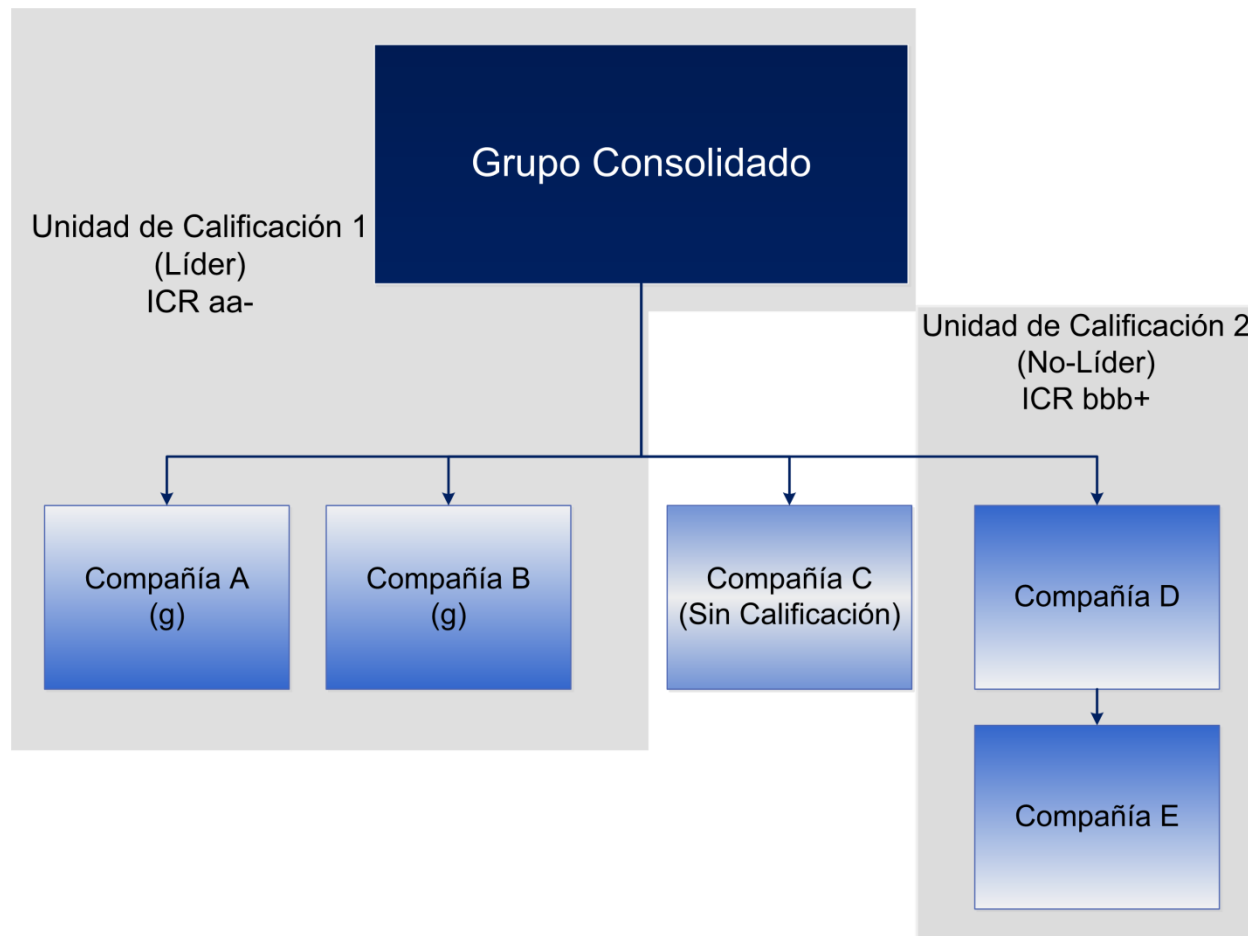 Grupo Consolidado
Unidad de Calificación 1
(Líder)
ICR aa-
Unidad de Calificación 2
(No-Líder)
ICR bbb+
Compañía A
(g)
Compañía B
(g)
Compañía C
(Sin Calificación)
Compañía D
Compañía E